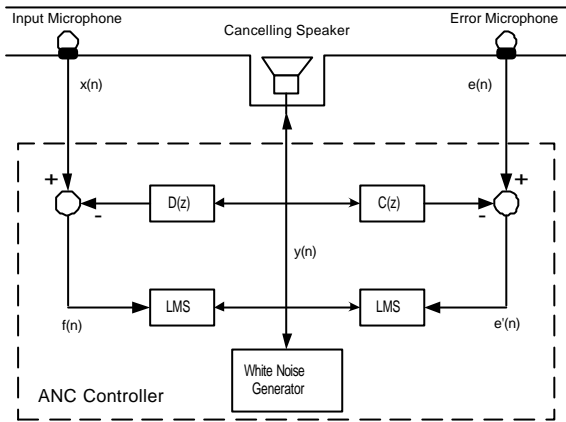 Input Microphone
Cancelling Speaker
Error Microphone
x(n)
e(n)
+
+
D(z)
C(z)
-
-
y(n)
LMS
LMS
f(n)
e'(n)
White Noise
Generator
ANC Controller